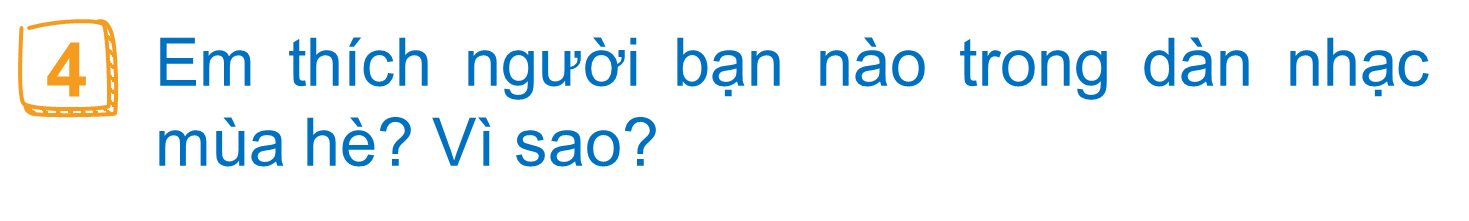 4 Em thích người bạn nào trong dàn nhạc
mùa hè? Vì sao?